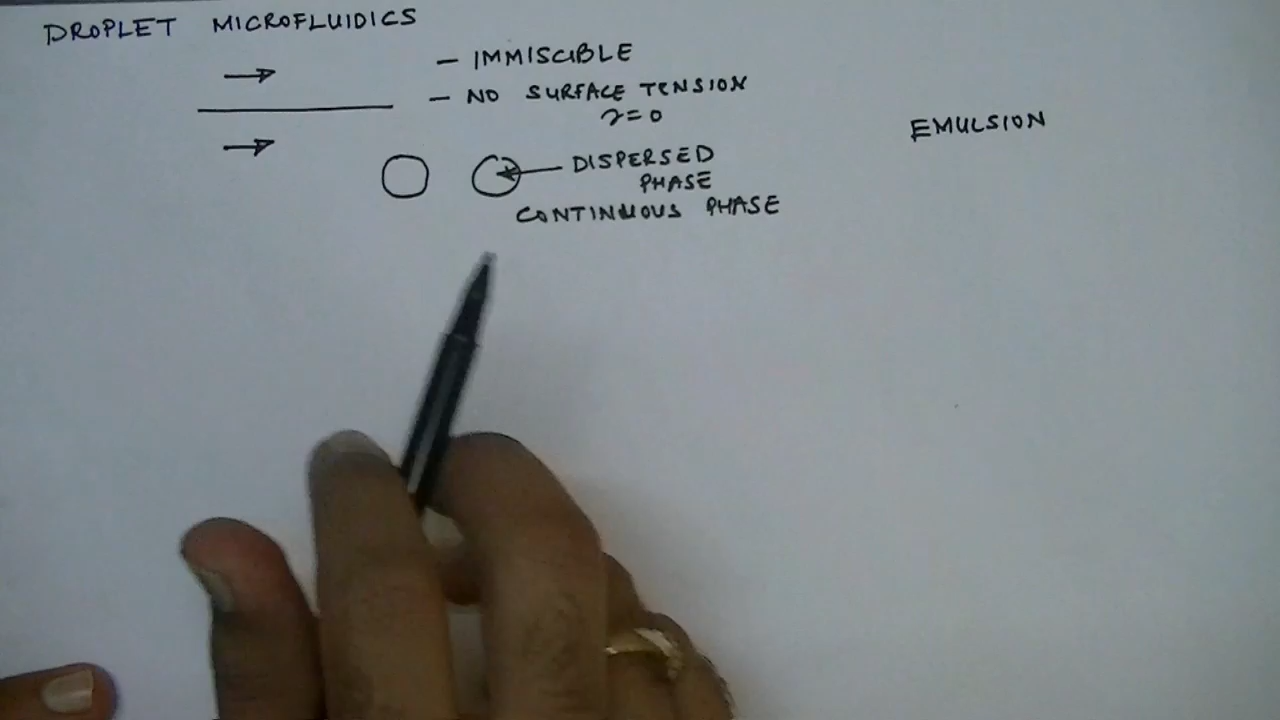 DROPLET MICROFLUIDICS
- IMMISCIBLE
- NO SURFACE TENSION
γ=0
EMULSION
DISPERSED
PHASE
CONTINUOUS PHASE